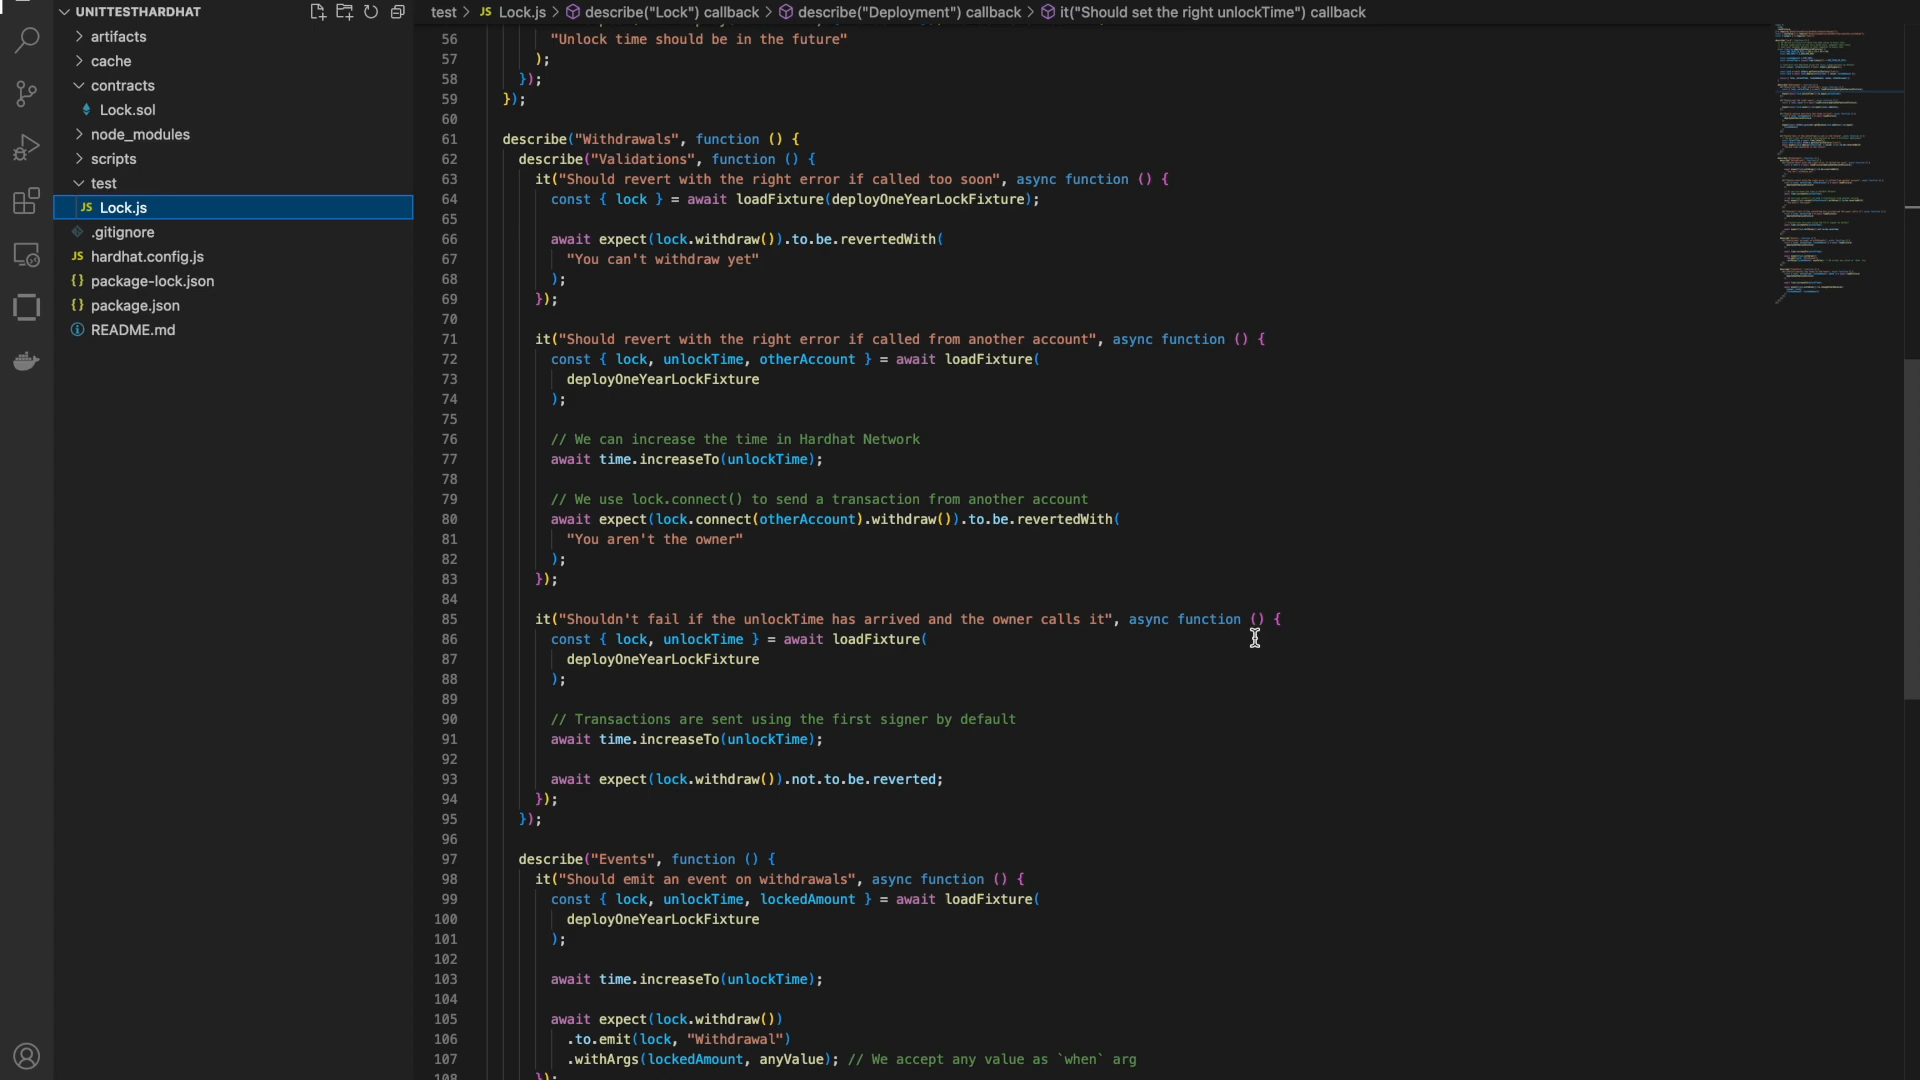 UNITTESTHARDHAT
artifacts
cache
contracts
Lock.sol
node_modules
scripts
test
JS Lock.js
.gitignore
JS hardhat.config.js
{} package-lock.json
{} package.json
README.md
test > JS Lock.js > describe("Lock") callback > describe("Deployment") callback > it("Should set the right unlockTime") callback
56 "Unlock time should be in the future"
57 );
58 });
59 });
60
61 describe("Withdrawals", function () {
62 describe("Validations", function () {
63 it("Should revert with the right error if called too soon", async function () {
64 const { lock } = await loadFixture(deployOneYearLockFixture);
65
66 await expect(lock.withdraw()).to.be.revertedWith(
67 "You can't withdraw yet"
68 );
69 });
70
71 it("Should revert with the right error if called from another account", async function () {
72 const { lock, unlockTime, otherAccount } = await loadFixture(
73 deployOneYearLockFixture
74 );
75
76 // We can increase the time in Hardhat Network
77 await time.increaseTo(unlockTime);
78
79 // We use lock.connect() to send a transaction from another account
80 await expect(lock.connect(otherAccount).withdraw()).to.be.revertedWith(
81 "You aren't the owner"
82 );
83 });
84
85 it("Shouldn't fail if the unlockTime has arrived and the owner calls it", async function () {
86 const { lock, unlockTime } = await loadFixture(
87 deployOneYearLockFixture
88 );
89
90 // Transactions are sent using the first signer by default
91 await time.increaseTo(unlockTime);
92
93 await expect(lock.withdraw()).not.to.be.reverted;
94 });
95 });
96
97 describe("Events", function () {
98 it("Should emit an event on withdrawals", async function () {
99 const { lock, unlockTime, lockedAmount } = await loadFixture(
100 deployOneYearLockFixture
101 );
102
103 await time.increaseTo(unlockTime);
104
105 await expect(lock.withdraw())
106 .to.emit(lock, "Withdrawal")
107 .withArgs(lockedAmount, anyValue); // We accept any value as `when` arg
108 });